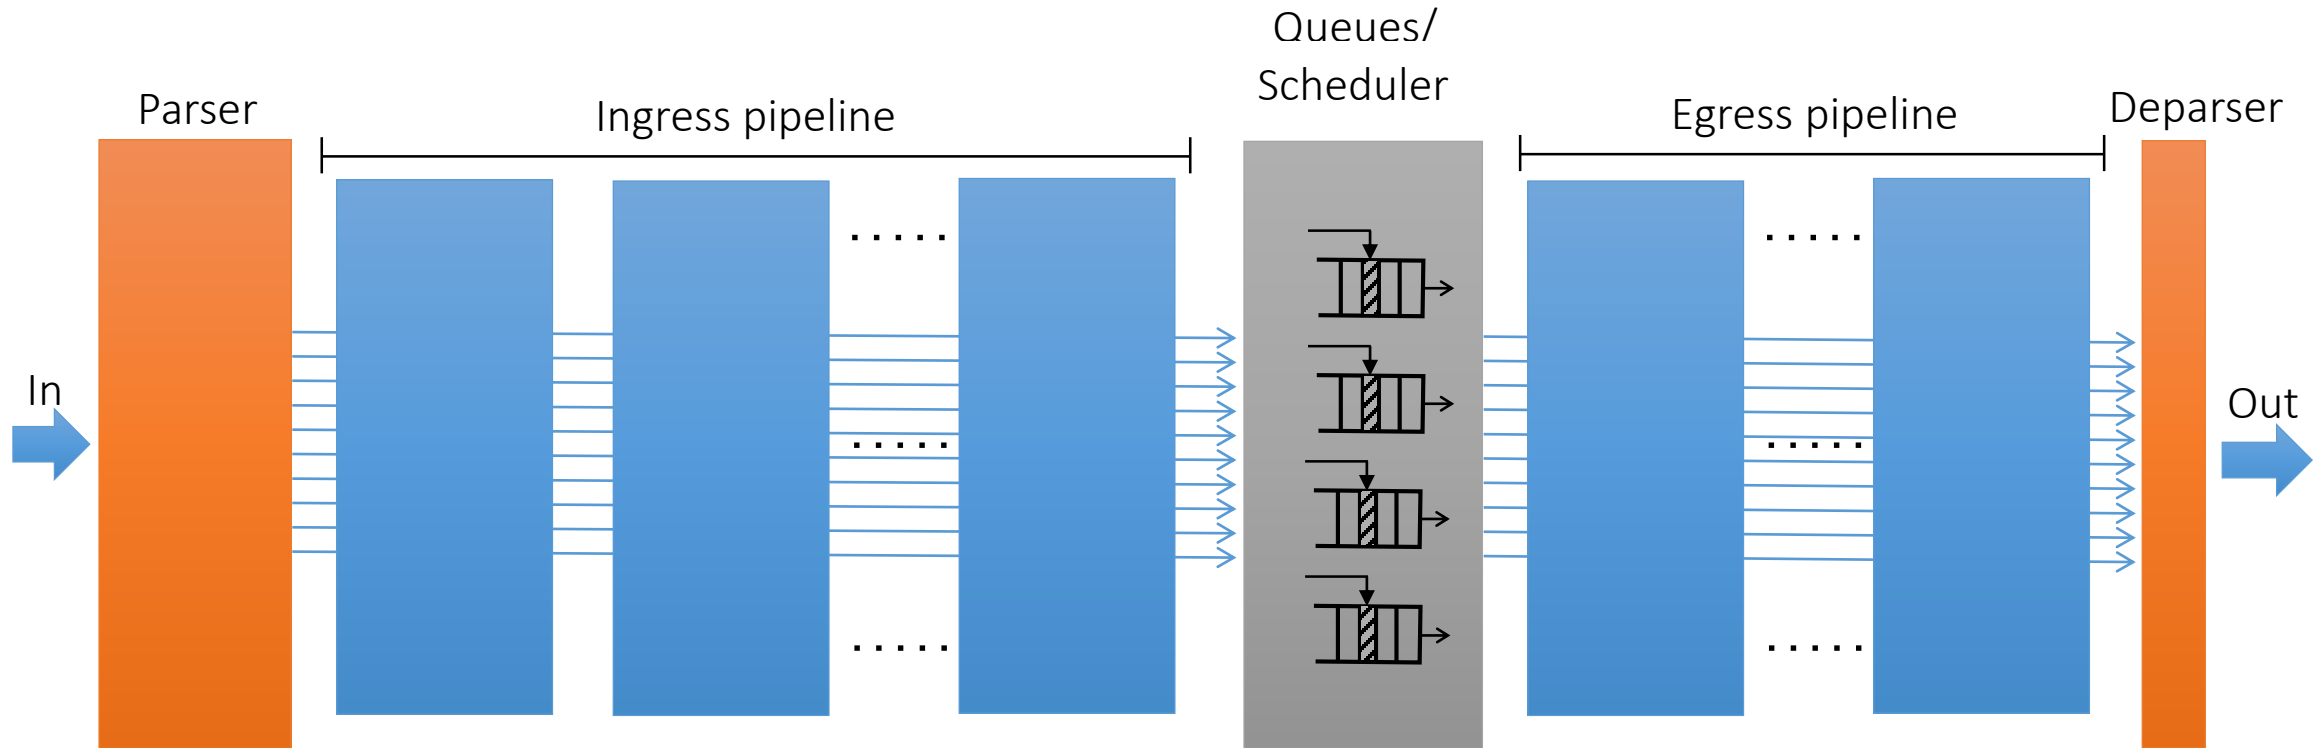 Queues/
Scheduler
Parser
Ingress pipeline
Egress pipeline
Deparser
In
Out